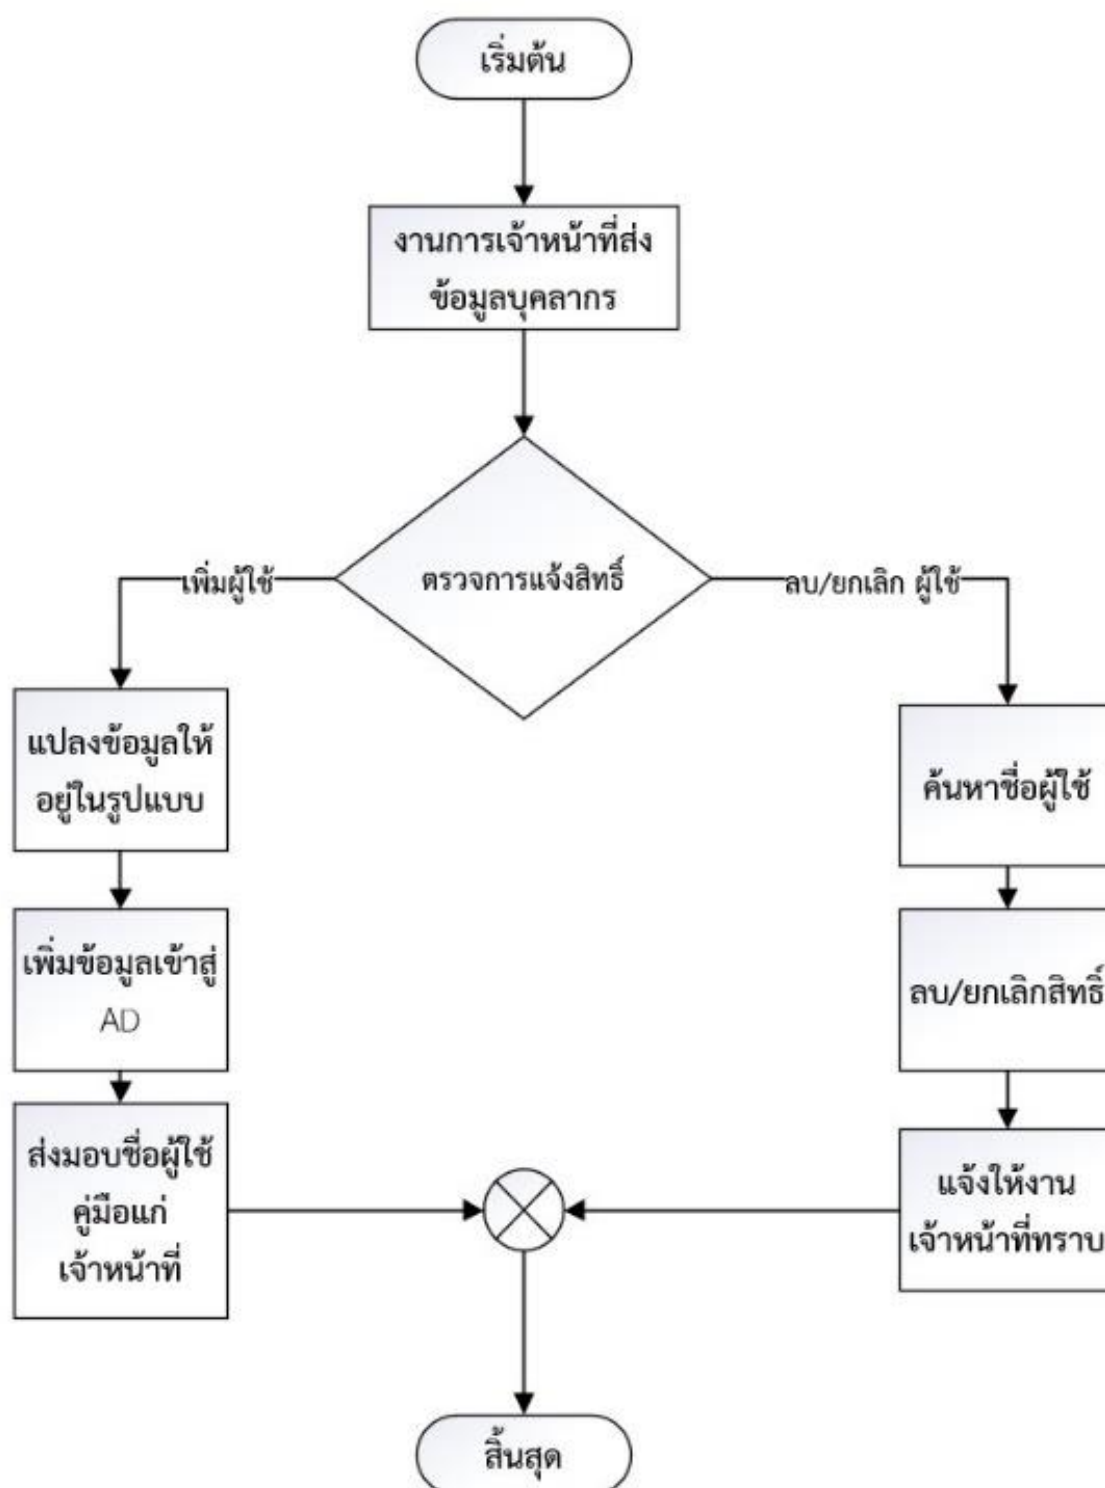 เริ่มต้น
งานการเจ้าหน้าที่ส่ง
ข้อมูลบุคลากร
ตรวจการแจ้งสิทธิ์
เพิ่มผู้ใช้
ลบ/ยกเลิก ผู้ใช้
แปลงข้อมูลให้
อยู่ในรูปแบบ
เพิ่มข้อมูลเข้าสู่
AD
ส่งมอบชื่อผู้ใช้
คู่มือแก่
เจ้าหน้าที่
ค้นหาชื่อผู้ใช้
ลบ/ยกเลิกสิทธิ์
แจ้งให้งาน
เจ้าหน้าที่ทราบ
สิ้นสุด